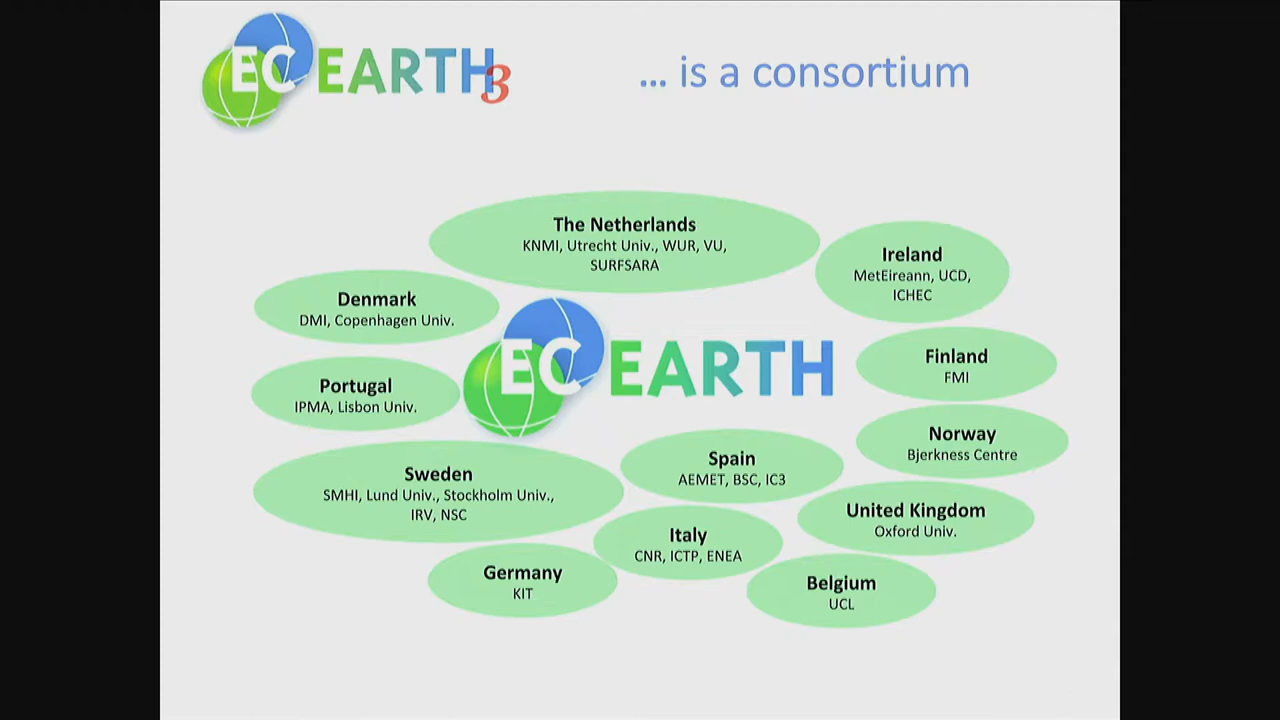 EC EARTH3
... is a consortium
The Netherlands
KNMI, Utrecht Univ., WUR, VU,
SURFSARA
Ireland
MetEireann, UCD,
ICHEC
Denmark
DMI, Copenhagen Univ.
EC EARTH
Finland
FMI
Portugal
IPMA, Lisbon Univ.
Norway
Bjerkness Centre
Spain
AEMET, BSC, IC3
Sweden
SMHI, Lund Univ., Stockholm Univ.,
IRV, NSC
United Kingdom
Oxford Univ.
Italy
CNR, ICTP, ENEA
Germany
KIT
Belgium
UCL